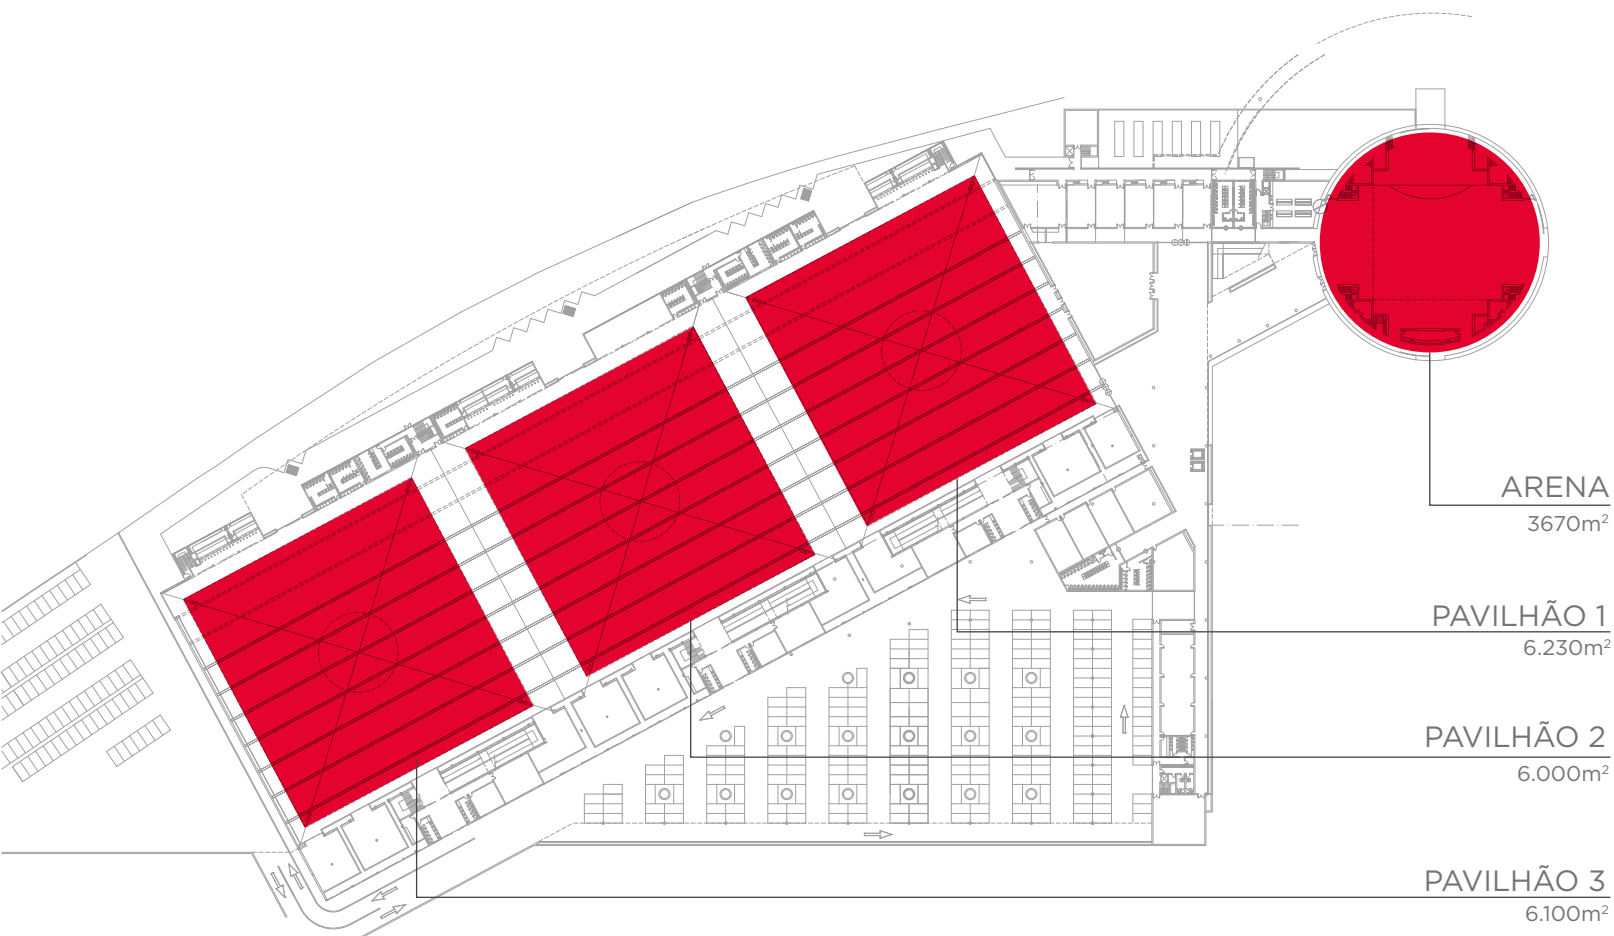 ARENA
3670m²
PAVILHÃO 1
6.230m²
PAVILHÃO 2
6.000m²
PAVILHÃO 3
6.100m²